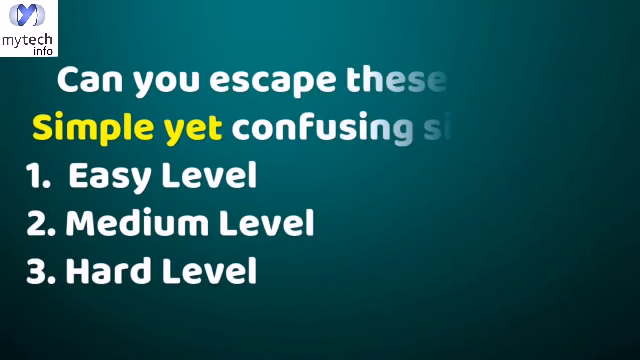 mytech
info
Can you escape these
Simple yet confusing
1. Easy Level
2. Medium Level
3. Hard Level